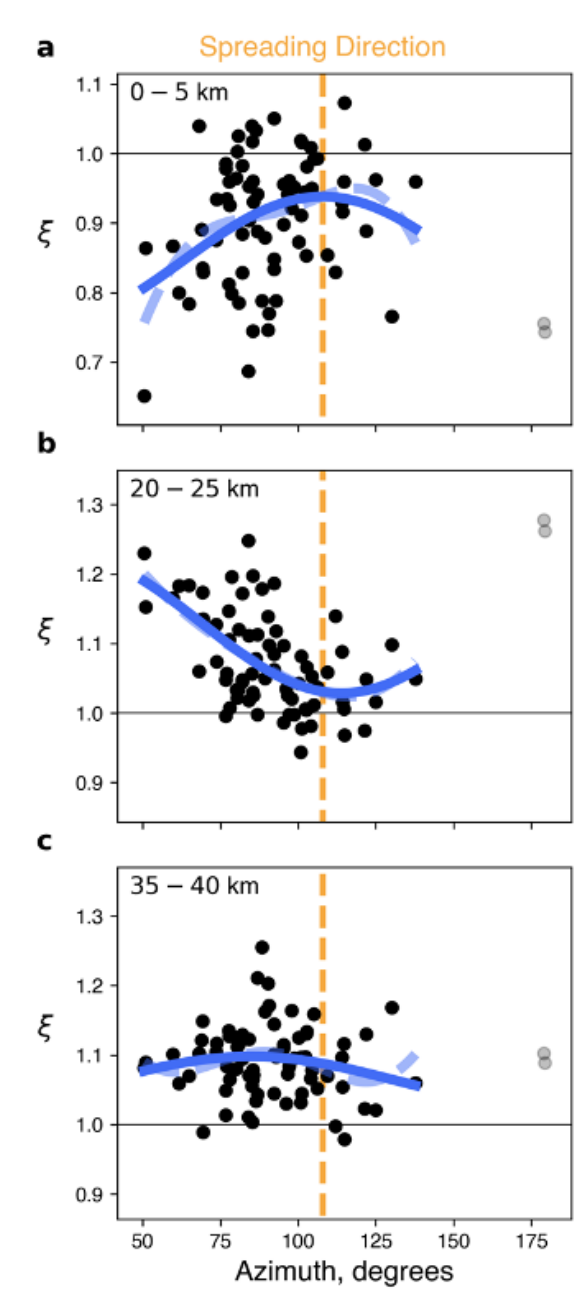 a
Spreading Direction
0 – 5 km
1.1
1.0
0.9
0.8
0.7
ξ
b
20 – 25 km
1.3
1.2
1.1
1.0
0.9
ξ
c
35 – 40 km
1.3
1.2
1.1
1.0
0.9
ξ
50 75 100 125 150 175
Azimuth, degrees